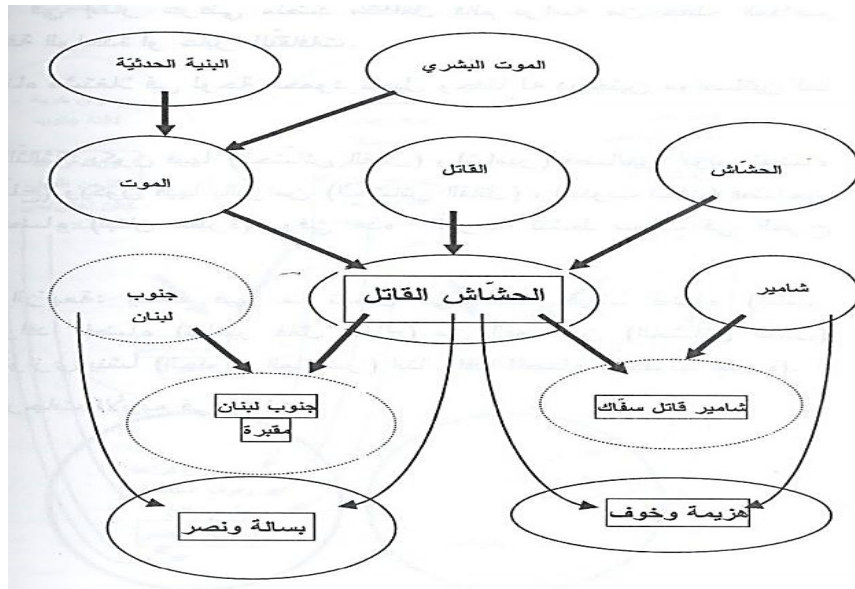 الموت البشري
البنية الحدثيّة
الحشّاش
القاتل
الموت
شامير
الحشّاش القاتل
جنوب
لبنان
شامير قاتل سفّاك
جنوب لبنان
مقبرة
هزيمة وخوف
بسالة ونصر